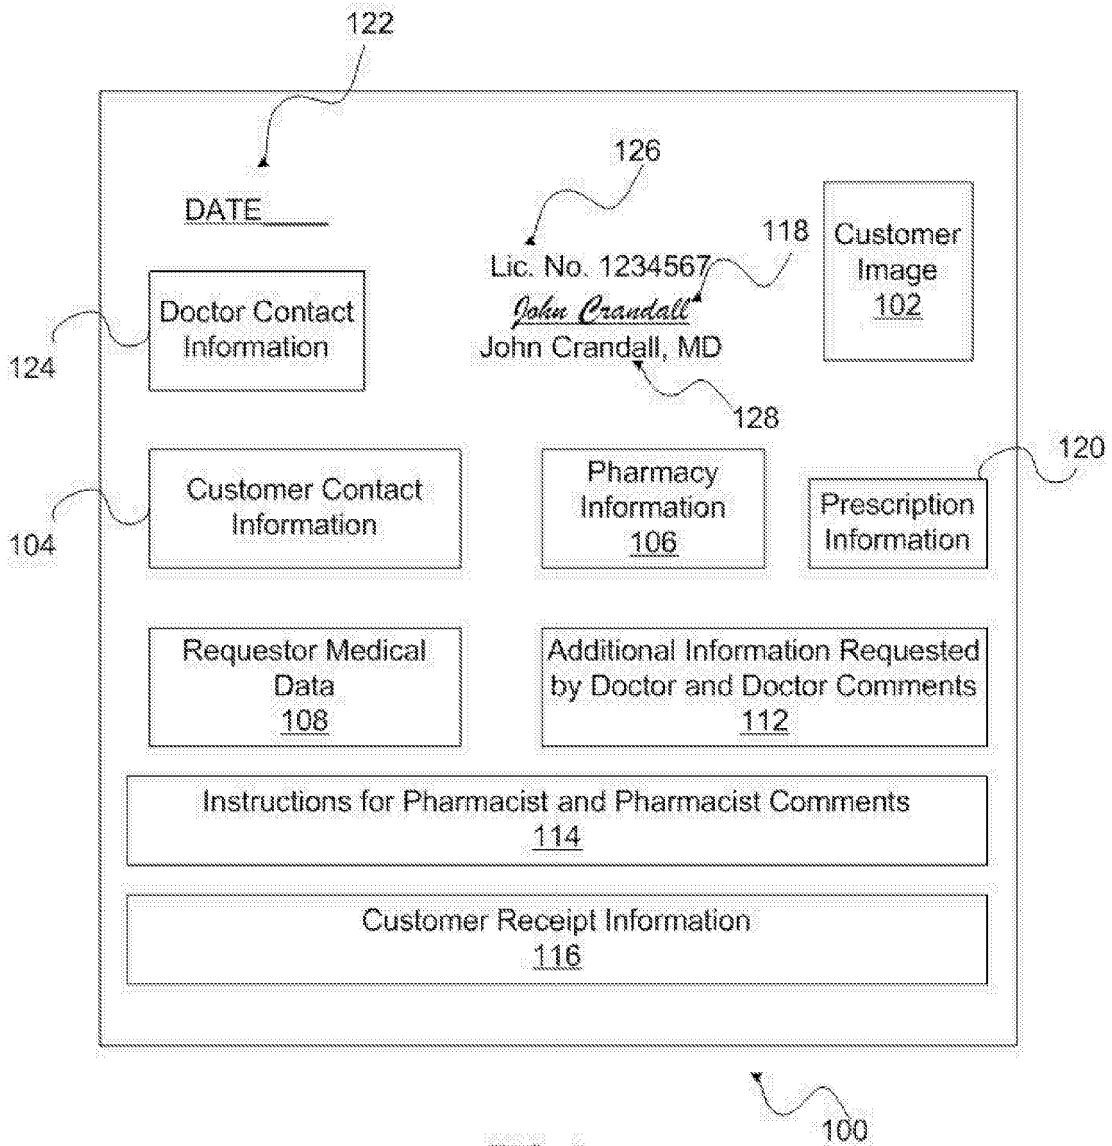 122
126
DATE____
118
Customer
Image
102
Lic. No. 1234567
John Crandall
John Crandall, MD
Doctor Contact
Information
124
128
120
Customer Contact
Information
Pharmacy
Information
106
Prescription
Information
104
Requestor Medical
Data
108
Additional Information Requested
by Doctor and Doctor Comments
112
Instructions for Pharmacist and Pharmacist Comments
114
Customer Receipt Information
116
100